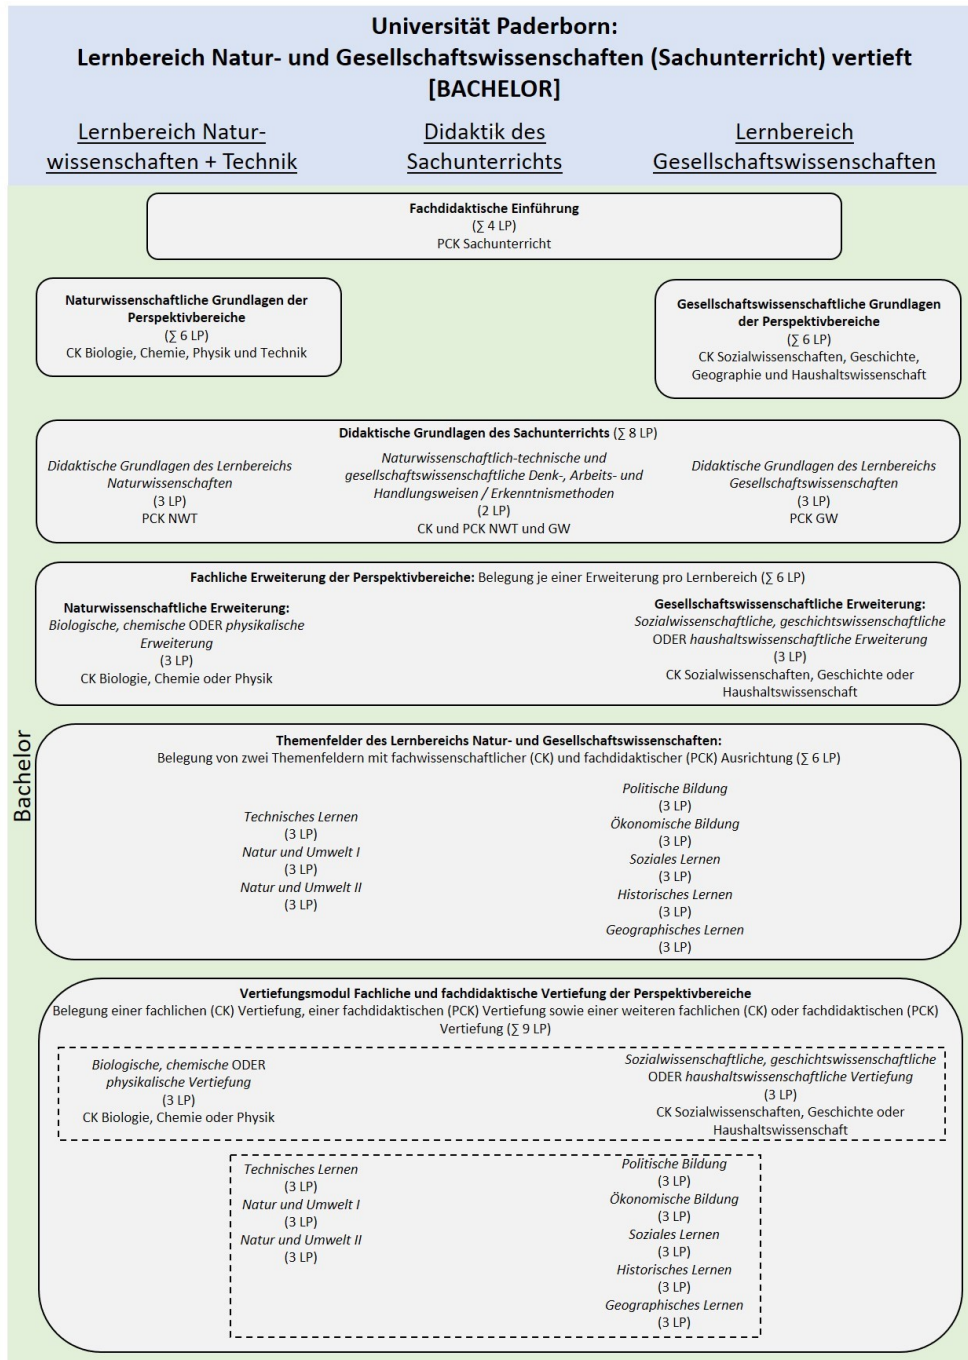 Universität Paderborn:
Lernbereich Natur- und Gesellschaftswissenschaften (Sachunterricht) vertieft
[BACHELOR]
Lernbereich Natur-
wissenschaften + Technik
Didaktik des
Sachunterrichts
Lernbereich
Gesellschaftswissenschaften
Fachdidaktische Einführung
(∑ 4 LP)
PCK Sachunterricht
Naturwissenschaftliche Grundlagen der
Perspektivbereiche
(∑ 6 LP)
CK Biologie, Chemie, Physik und Technik
Gesellschaftswissenschaftliche Grundlagen
der Perspektivbereiche
(∑ 6 LP)
CK Sozialwissenschaften, Geschichte,
Geographie und Haushaltswissenschaft
Didaktische Grundlagen des Sachunterrichts (∑ 8 LP)
Didaktische Grundlagen des Lernbereichs
Naturwissenschaften
(3 LP)
PCK NWT
Naturwissenschaftlich-technische und
gesellschaftswissenschaftliche Denk-, Arbeits- und
Handlungsweisen / Erkenntnismethoden
(2 LP)
CK und PCK NWT und GW
Didaktische Grundlagen des Lernbereichs
Gesellschaftswissenschaften
(3 LP)
PCK GW
Fachliche Erweiterung der Perspektivbereiche: Belegung je einer Erweiterung pro Lernbereich (∑ 6 LP)
Naturwissenschaftliche Erweiterung:
Biologische, chemische ODER physikalische
Erweiterung
(3 LP)
CK Biologie, Chemie oder Physik
Gesellschaftswissenschaftliche Erweiterung:
Sozialwissenschaftliche, geschichtswissenschaftliche
ODER haushaltswissenschaftliche Erweiterung
(3 LP)
CK Sozialwissenschaften, Geschichte oder
Haushaltswissenschaft
Bachelor
Themenfelder des Lernbereichs Natur- und Gesellschaftswissenschaften:
Belegung von zwei Themenfeldern mit fachwissenschaftlicher (CK) und fachdidaktischer (PCK) Ausrichtung (∑ 6 LP)
Technisches Lernen
(3 LP)
Natur und Umwelt I
(3 LP)
Natur und Umwelt II
(3 LP)
Politische Bildung
(3 LP)
Ökonomische Bildung
(3 LP)
Soziales Lernen
(3 LP)
Historisches Lernen
(3 LP)
Geographisches Lernen
(3 LP)
Vertiefungsmodul Fachliche und fachdidaktische Vertiefung der Perspektivbereiche
Belegung einer fachlichen (CK) Vertiefung, einer fachdidaktischen (PCK) Vertiefung sowie einer weiteren fachlichen (CK) oder fachdidaktischen (PCK)
Vertiefung (∑ 9 LP)
Biologische, chemische ODER
physikalische Vertiefung
(3 LP)
CK Biologie, Chemie oder Physik
Sozialwissenschaftliche, geschichtswissenschaftliche
ODER haushaltswissenschaftliche Vertiefung
(3 LP)
CK Sozialwissenschaften, Geschichte oder
Haushaltswissenschaft
Technisches Lernen
(3 LP)
Natur und Umwelt I
(3 LP)
Natur und Umwelt II
(3 LP)
Politische Bildung
(3 LP)
Ökonomische Bildung
(3 LP)
Soziales Lernen
(3 LP)
Historisches Lernen
(3 LP)
Geographisches Lernen
(3 LP)